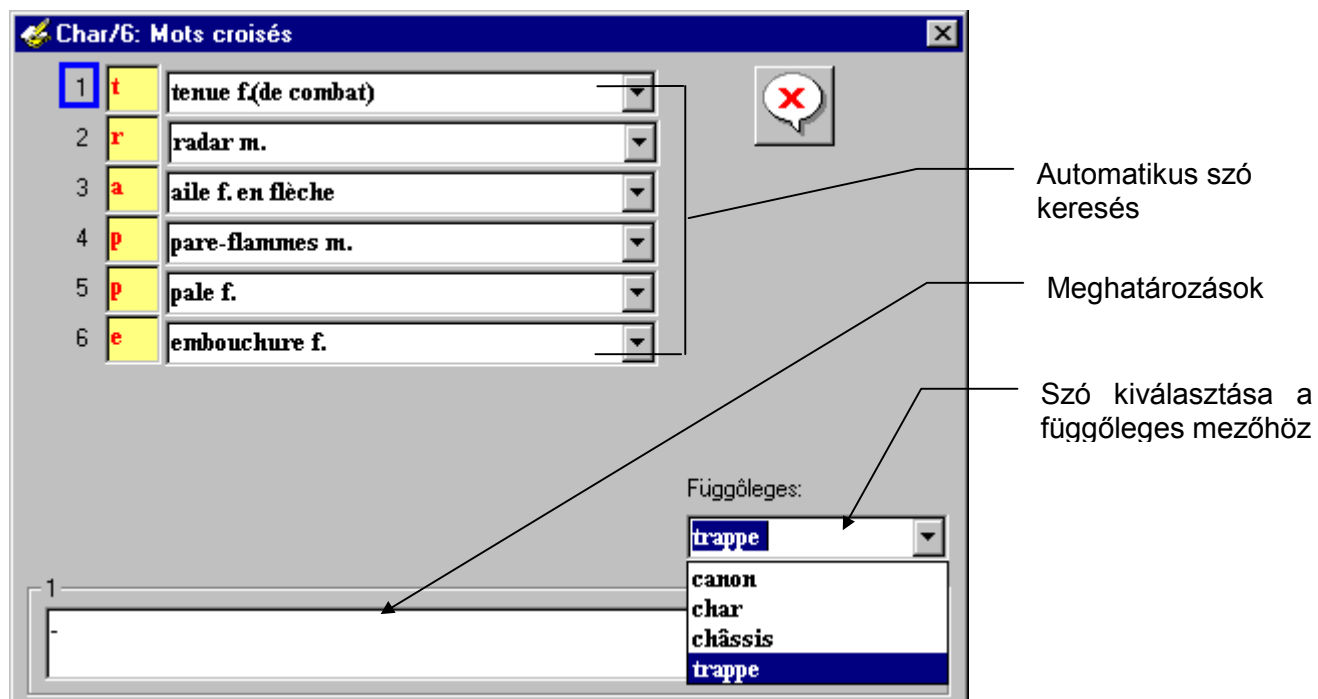 Char/6: Mots croisés
1 t tenue f.(de combat)
2 r radar m.
3 a aile f. en flèche
4 p pare-flammes m.
5 p pale f.
6 e embouchure f.
Automatikus szó
keresés
Meghatározások
Szó kiválasztása a
függőleges mezőhöz
Függôleges:
trappe
canon
char
châssis
trappe
1
-